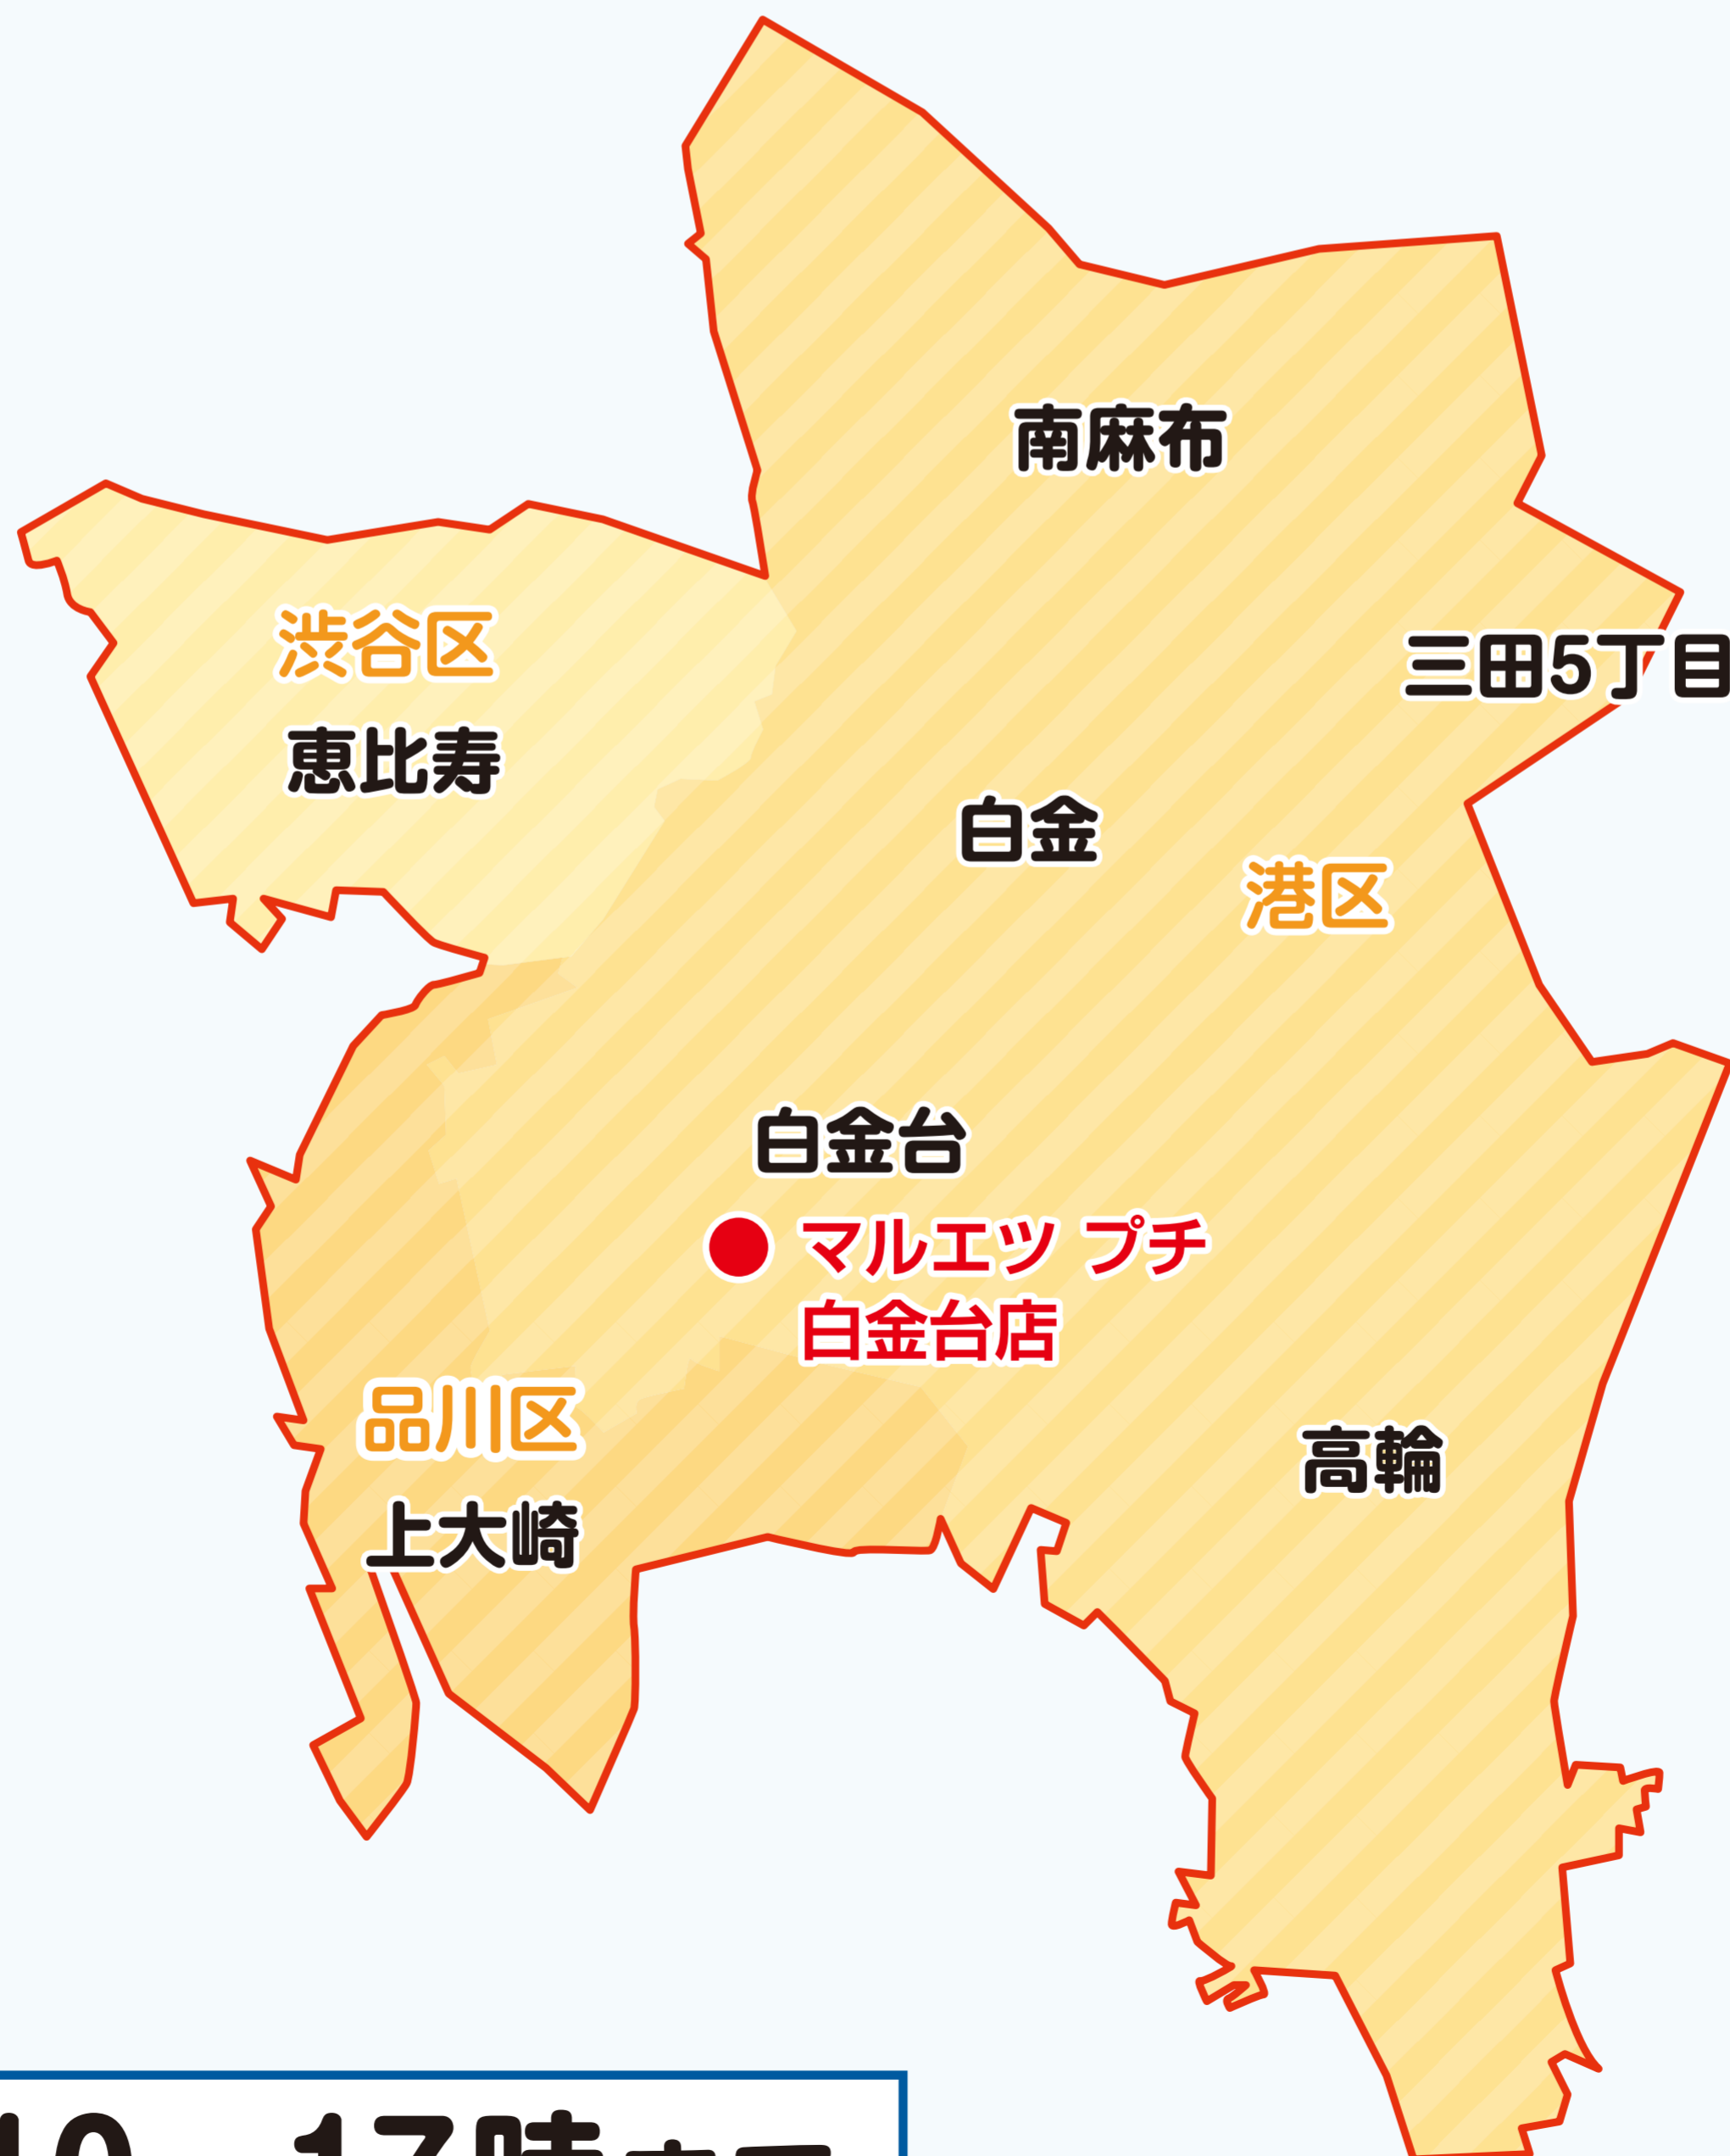 南麻布
三田5丁目
渋谷区
恵比寿
白金
港区
白金台
マルエツ プチ
白金台店
品川区
上大崎
高輪